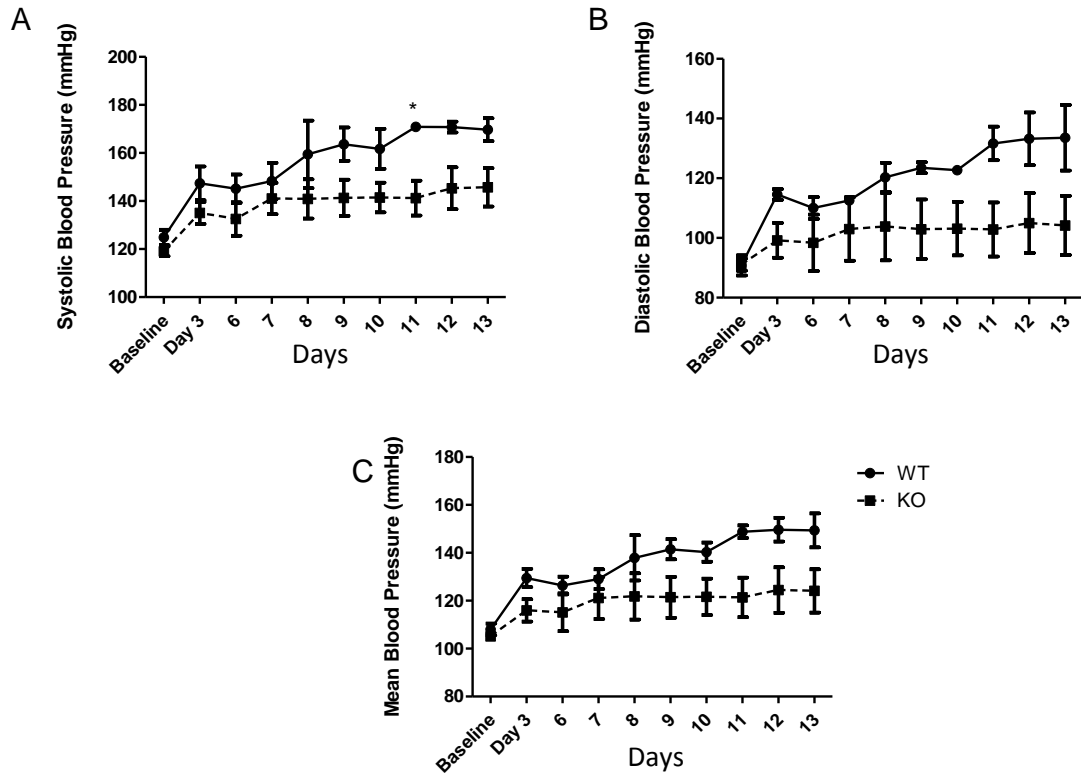 A
Systolic Blood Pressure (mmHg)
200
180
160
140
120
100
*
Baseline
Day 3
6
7
8
9
10
11
12
13
Days
B
Diastolic Blood Pressure (mmHg)
160
140
120
100
80
Baseline
Day 3
6
7
8
9
10
11
12
13
Days
C
Mean Blood Pressure (mmHg)
180
160
140
120
100
80
Baseline
Day 3
6
7
8
9
10
11
12
13
Days
WT
KO